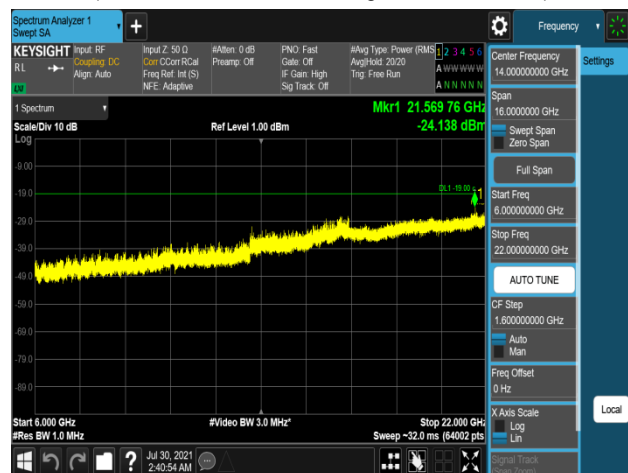 Spectrum Analyzer 1
Swept SA
Frequency
KEYSIGHT
RL
LW
Input: RF
Coupling: DC
Align: Auto
Input Z: 50 Ω
Corr CCorr RCal
Freq Ref: Int (S)
NFE: Adaptive
#Atten: 0 dB
Preamp: Off
PNO: Fast
Gate: Off
IF Gain: High
Sig Track: Off
#Avg Type: Power (RMS
Avg|Hold: 20/20
Trig: Free Run
1 2 3 4 5 6
A W W W W W
A N N N N N
Center Frequency
14.000000000 GHz
Settings
1 Spectrum
Mkr1 21.569 76 GHz
Scale/Div 10 dB
Ref Level 1.00 dBm
-24.138 dBm
Log
-9.00
-19.0
-29.0
-39.0
-49.0
-59.0
-69.0
-79.0
-89.0
DL1 -19.00
1
Start 6.000 GHz
#Video BW 3.0 MHz*
Stop 22.000 GHz
#Res BW 1.0 MHz
Sweep ~32.0 ms (64002 pts
Span
16.0000000 GHz
Swept Span
Zero Span
Full Span
Start Freq
6.000000000 GHz
Stop Freq
22.000000000 GHz
AUTO TUNE
CF Step
1.600000000 GHz
Auto
Man
Freq Offset
0 Hz
X Axis Scale
Log
Lin
Local
Signal Track
(Span Zoom)
?
Jul 30, 2021
2:40:54 AM